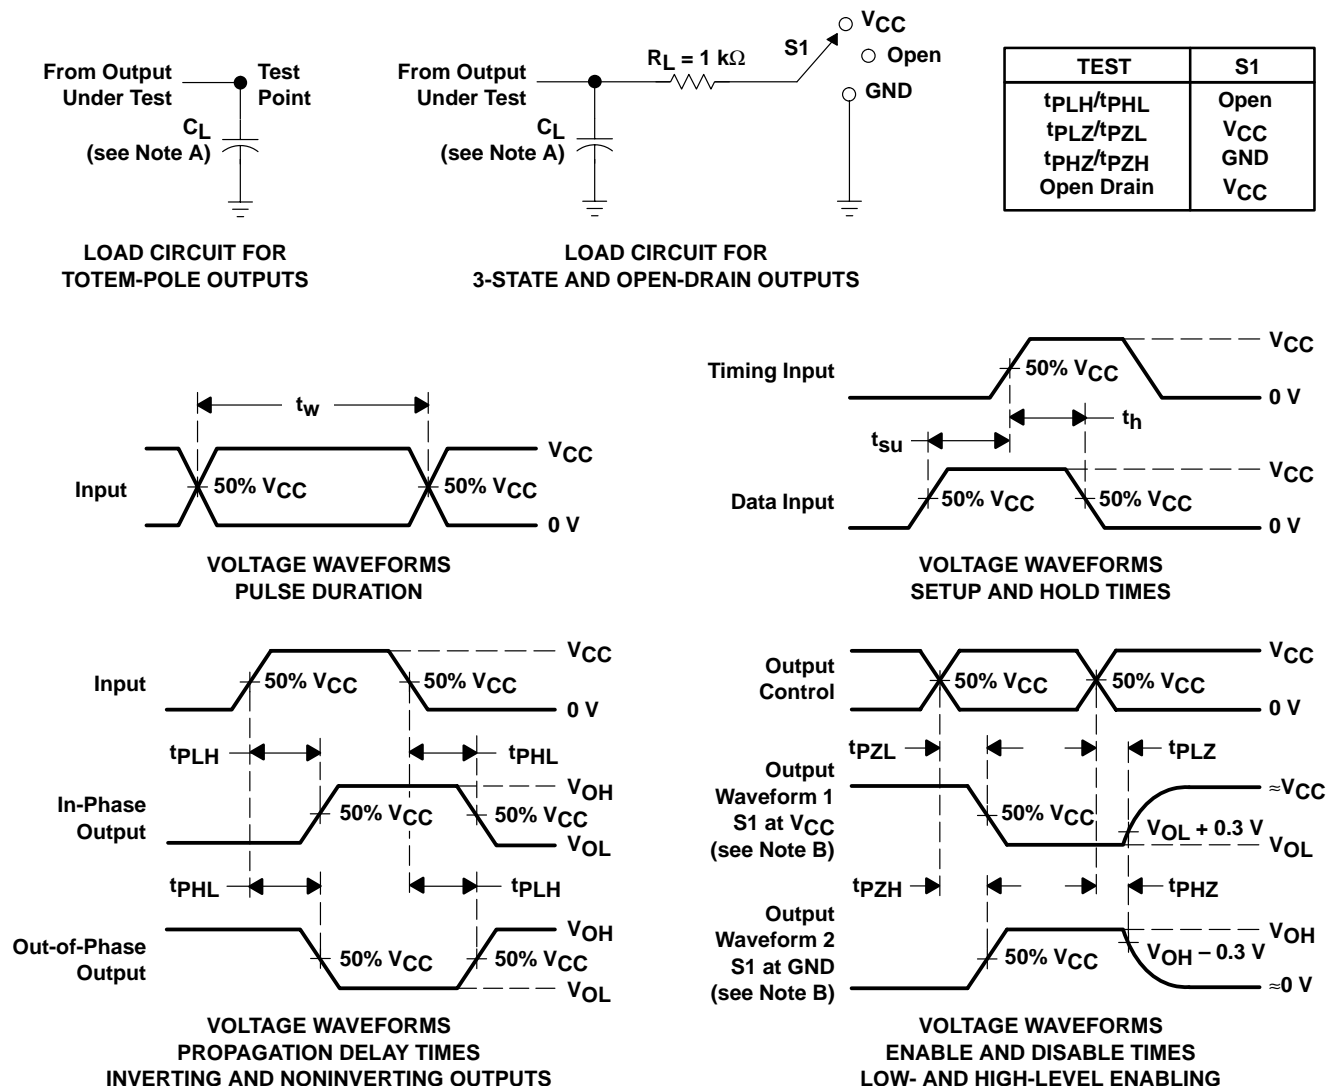 From Output
Under Test
Test
Point
CL
(see Note A)
LOAD CIRCUIT FOR
TOTEM-POLE OUTPUTS
From Output
Under Test
RL = 1 kΩ
S1
VCC
Open
GND
CL
(see Note A)
LOAD CIRCUIT FOR
3-STATE AND OPEN-DRAIN OUTPUTS
TEST S1
tPLH/tPHL Open
tPLZ/tPZL VCC
tPHZ/tPZH GND
Open Drain VCC
tw
Input
VCC
50% VCC 50% VCC
0 V
VOLTAGE WAVEFORMS
PULSE DURATION
Timing Input
VCC
50% VCC
0 V
th
tsu
Data Input
VCC
50% VCC 50% VCC
0 V
VOLTAGE WAVEFORMS
SETUP AND HOLD TIMES
Input
VCC
50% VCC 50% VCC
0 V
tPLH tPHL
In-Phase
Output
VOH
50% VCC 50% VCC
VOL
tPHL tPLH
Out-of-Phase
Output
VOH
50% VCC 50% VCC
VOL
VOLTAGE WAVEFORMS
PROPAGATION DELAY TIMES
INVERTING AND NONINVERTING OUTPUTS
Output
Control
VCC
50% VCC 50% VCC
0 V
tPZL tPLZ
Output
Waveform 1
S1 at VCC
(see Note B)
≈VCC
50% VCC
VOL + 0.3 V
VOL
tPZH tPHZ
Output
Waveform 2
S1 at GND
(see Note B)
VOH
50% VCC
VOH – 0.3 V
≈0 V
VOLTAGE WAVEFORMS
ENABLE AND DISABLE TIMES
LOW- AND HIGH-LEVEL ENABLING